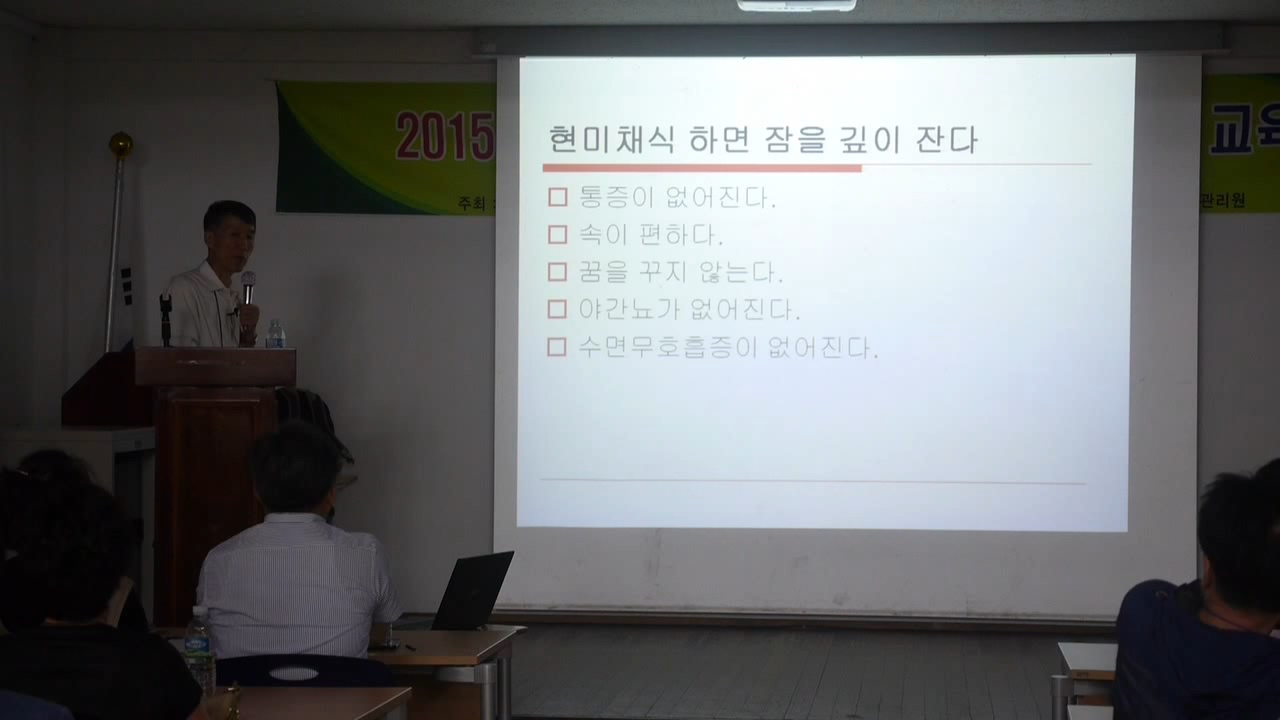 2015
교육
주최 :
관리원
현미채식 하면 잠을 깊이 잔다
통증이 없어진다.
속이 편하다.
꿈을 꾸지 않는다.
야간뇨가 없어진다.
수면무호흡증이 없어진다.